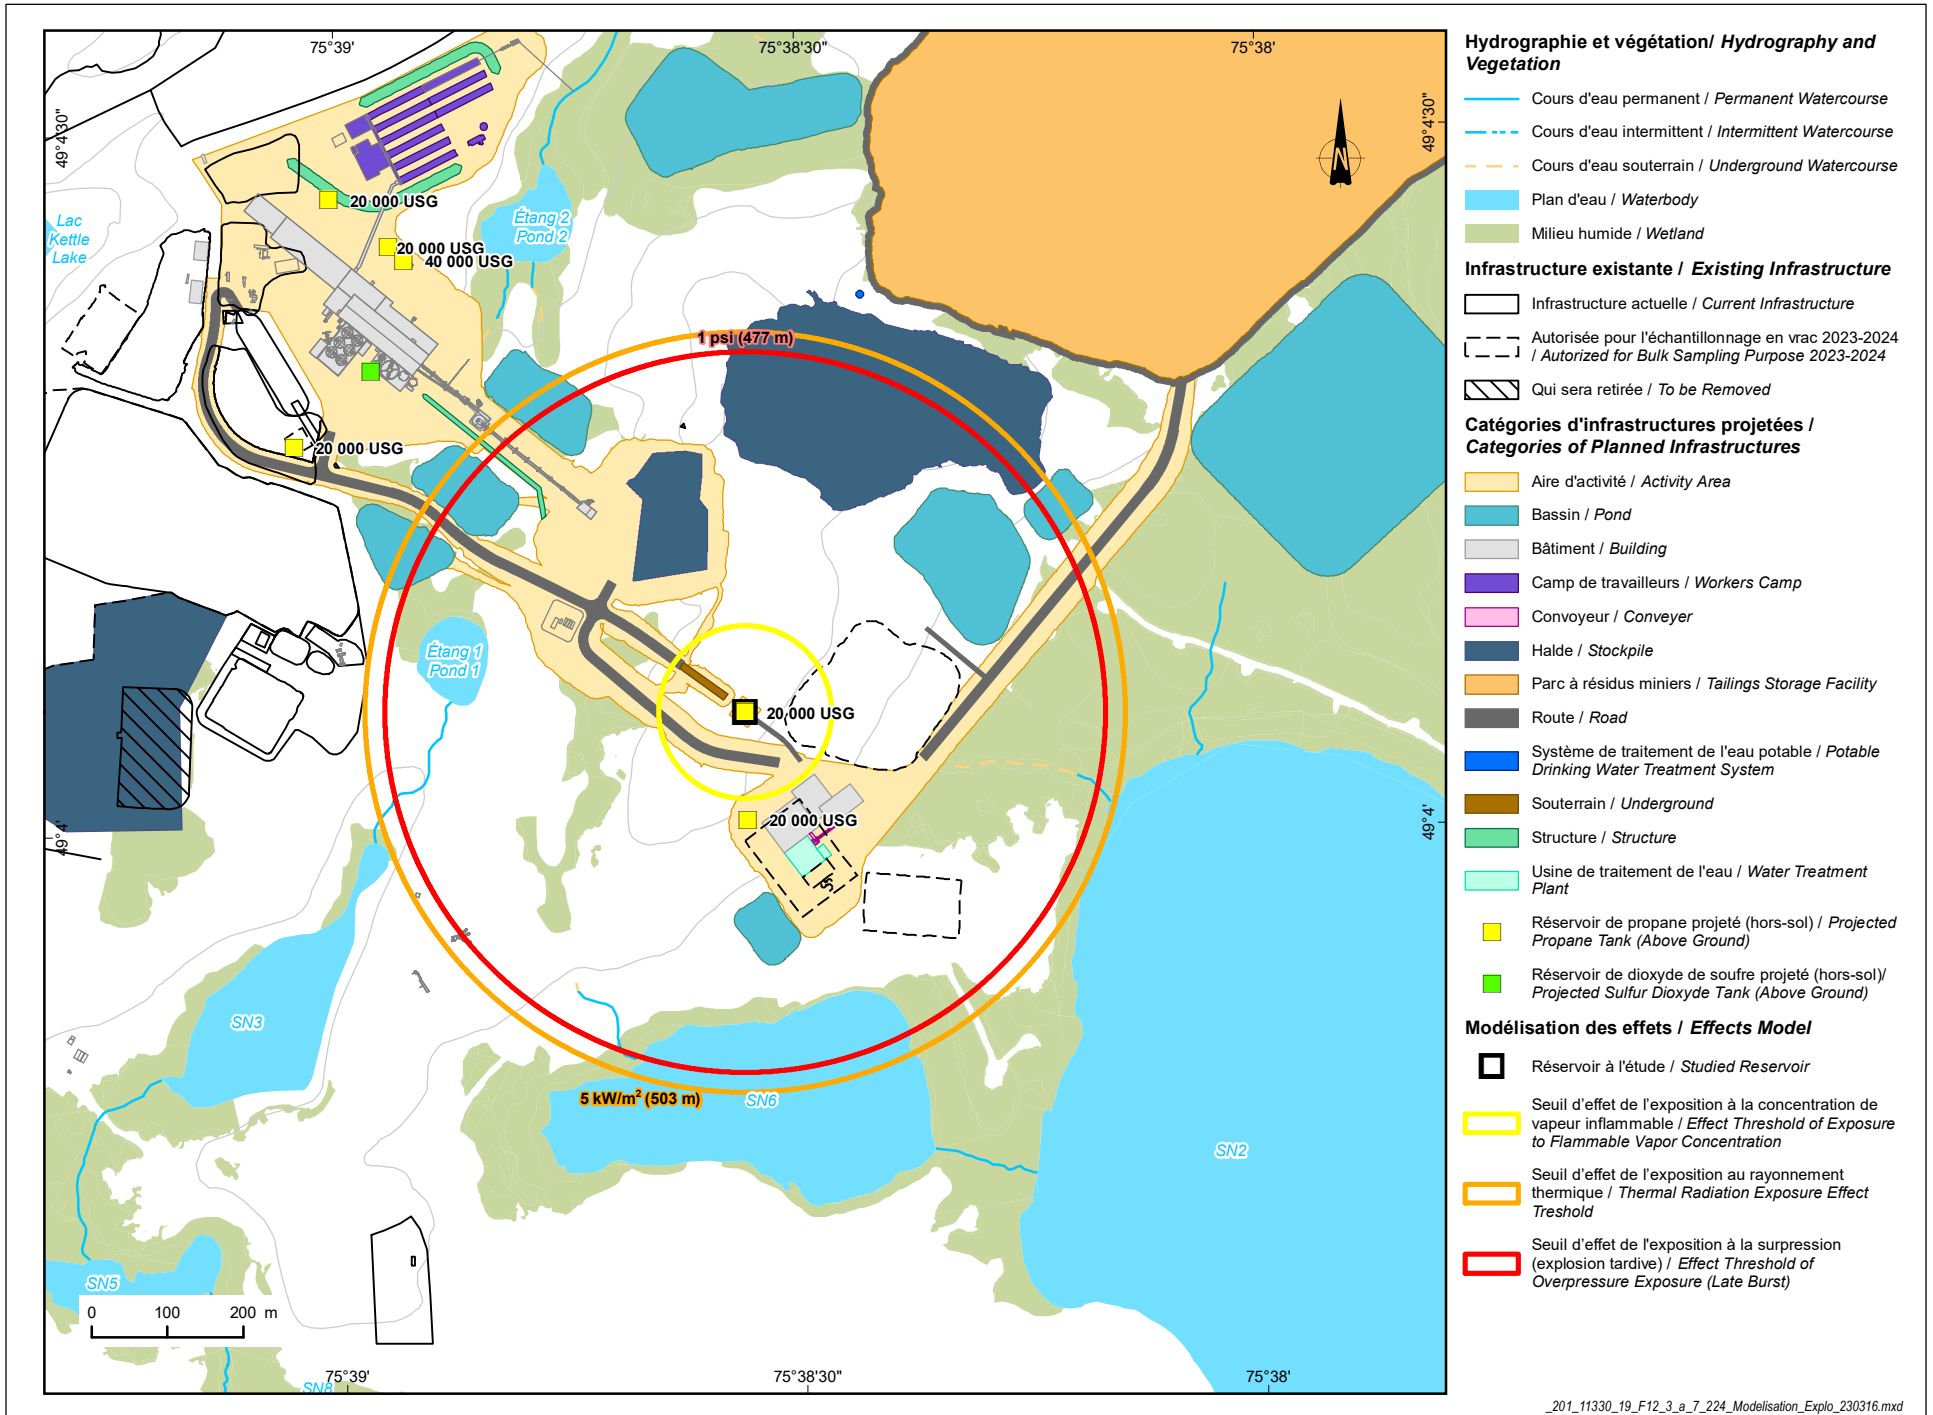 75°39'
75°38'30"
75°38'
49°4'30"
49°4'30"
Lac
Kettle
Lake
20 000 USG
20 000 USG
40 000 USG
Étang 2
Pond 2
1 psi (477 m)
20 000 USG
Étang 1
Pond 1
20 000 USG
20 000 USG
49°4'
49°4'
SN3
5 kW/m² (503 m)
SN6
SN2
SN5
0 100 200 m
SN8
75°39'
75°38'30"
75°38'
N
Hydrographie et végétation/ Hydrography and
Vegetation
Cours d'eau permanent / Permanent Watercourse
Cours d'eau intermittent / Intermittent Watercourse
Cours d'eau souterrain / Underground Watercourse
Plan d'eau / Waterbody
Milieu humide / Wetland
Infrastructure existante / Existing Infrastructure
Infrastructure actuelle / Current Infrastructure
Autorisée pour l'échantillonnage en vrac 2023-2024
/ Autorized for Bulk Sampling Purpose 2023-2024
Qui sera retirée / To be Removed
Catégories d'infrastructures projetées /
Categories of Planned Infrastructures
Aire d'activité / Activity Area
Bassin / Pond
Bâtiment / Building
Camp de travailleurs / Workers Camp
Convoyeur / Conveyer
Halde / Stockpile
Parc à résidus miniers / Tailings Storage Facility
Route / Road
Système de traitement de l'eau potable / Potable
Drinking Water Treatment System
Souterrain / Underground
Structure / Structure
Usine de traitement de l'eau / Water Treatment
Plant
Réservoir de propane projeté (hors-sol) / Projected
Propane Tank (Above Ground)
Réservoir de dioxyde de soufre projeté (hors-sol)/
Projected Sulfur Dioxyde Tank (Above Ground)
Modélisation des effets / Effects Model
Réservoir à l'étude / Studied Reservoir
Seuil d'effet de l'exposition à la concentration de
vapeur inflammable / Effect Threshold of Exposure
to Flammable Vapor Concentration
Seuil d'effet de l'exposition au rayonnement
thermique / Thermal Radiation Exposure Effect
Treshold
Seuil d'effet de l'exposition à la surpression
(explosion tardive) / Effect Threshold of
Overpressure Exposure (Late Burst)
_201_11330_19_F12_3_a_7_224_Modelisation_Explo_230316.mxd